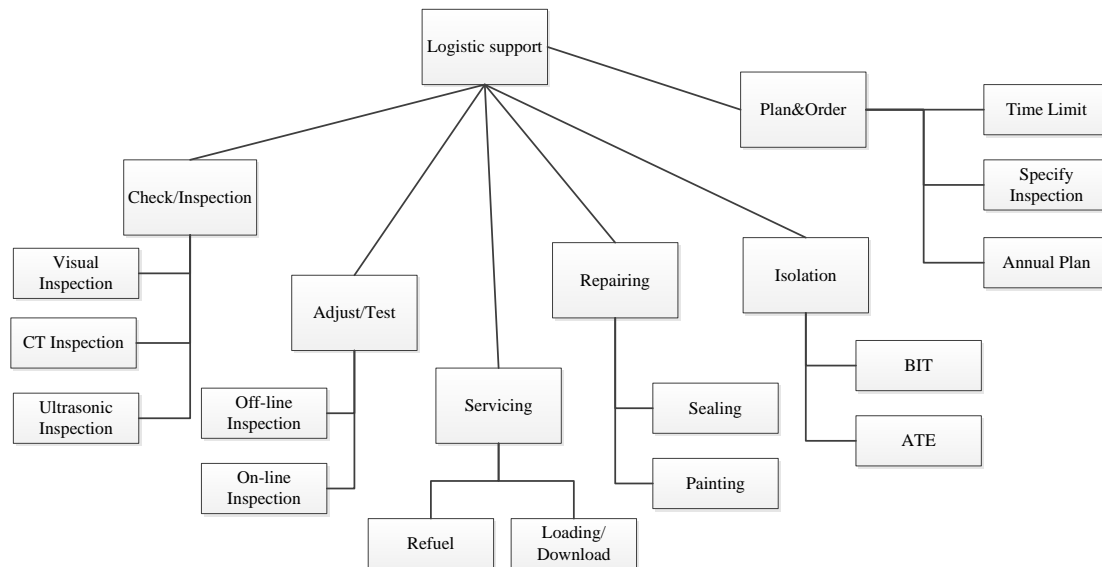 Logistic support
Plan&Order
Time Limit
Specify
Inspection
Annual Plan
Check/Inspection
Visual
Inspection
CT Inspection
Ultrasonic
Inspection
Adjust/Test
Off-line
Inspection
On-line
Inspection
Servicing
Refuel
Loading/
Download
Repairing
Sealing
Painting
Isolation
BIT
ATE